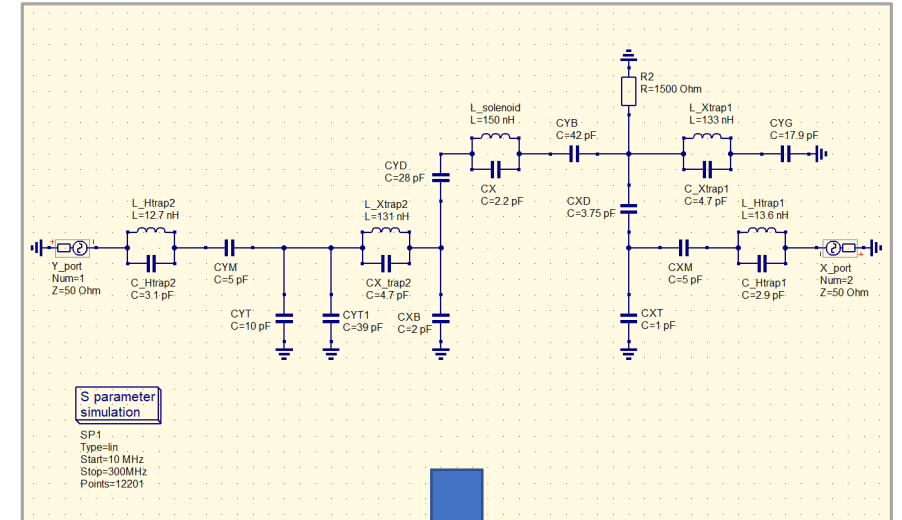 R2
R=1500 Ohm
L_solenoid
L=150 nH
CYB
C=42 pF
L_Xtrap1
L=133 nH
CYG
C=17.9 pF
CYD
C=28 pF
CX
C=2.2 pF
C_Xtrap1
C=4.7 pF
L_Htrap2
L=12.7 nH
L_Xtrap2
L=131 nH
CXD
C=3.75 pF
L_Htrap1
L=13.6 nH
+
Y_port
Num=1
Z=50 Ohm
C_Htrap2
C=3.1 pF
CYM
C=5 pF
CX_trap2
C=4.7 pF
CXM
C=5 pF
C_Htrap1
C=2.9 pF
X_port
Num=2
Z=50 Ohm
+
CYT
C=10 pF
CYT1
C=39 pF
CXB
C=2 pF
CXT
C=1 pF
S parameter
simulation
SP1
Type=lin
Start=10 MHz
Stop=300MHz
Points=12201